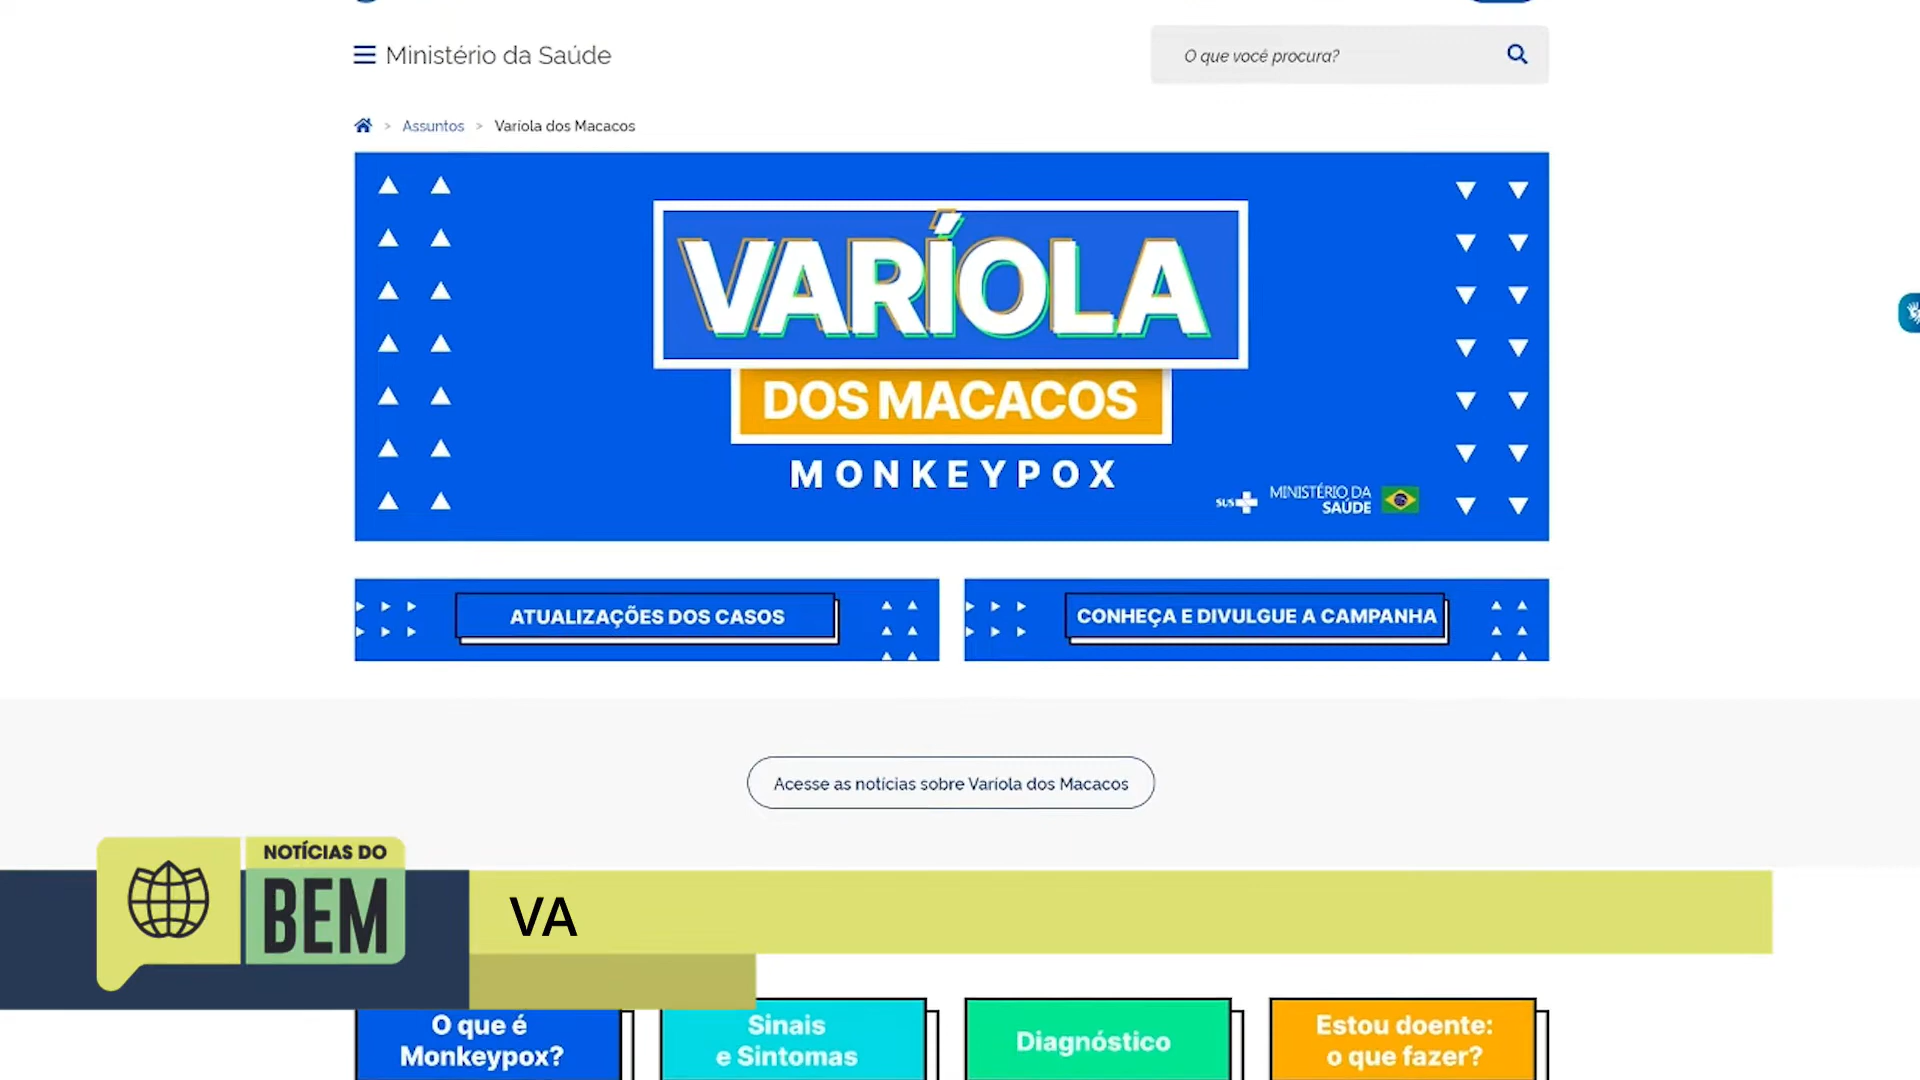 Ministério da Saúde
O que você procura?
> Assuntos > Varíola dos Macacos
VARÍOLA
DOS MACACOS
MONKEYPOX
SUS MINISTÉRIO DA
SAÚDE
ATUALIZAÇÕES DOS CASOS
CONHEÇA E DIVULGUE A CAMPANHA
Acesse as notícias sobre Varíola dos Macacos
NOTÍCIAS DO
BEM
VA
O que é
Monkeypox?
Sinais
e Sintomas
Diagnóstico
Estou doente:
o que fazer?